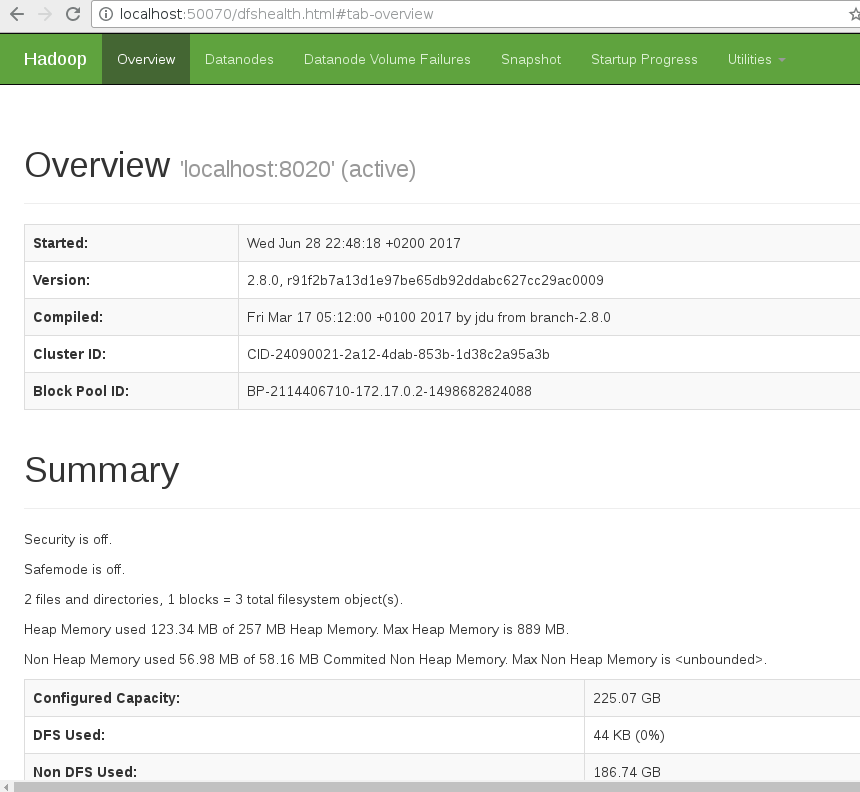 localhost:50070/dfshealth.html#tab-overview
Hadoop Overview Datanodes Datanode Volume Failures Snapshot Startup Progress Utilities
Overview 'localhost:8020' (active)
Started: Wed Jun 28 22:48:18 +0200 2017
Version: 2.8.0, r91f2b7a13d1e97be65db92ddabc627cc29ac0009
Compiled: Fri Mar 17 05:12:00 +0100 2017 by jdu from branch-2.8.0
Cluster ID: CID-24090021-2a12-4dab-853b-1d38c2a95a3b
Block Pool ID: BP-2114406710-172.17.0.2-1498682824088
Summary
Security is off.
Safemode is off.
2 files and directories, 1 blocks = 3 total filesystem object(s).
Heap Memory used 123.34 MB of 257 MB Heap Memory. Max Heap Memory is 889 MB.
Non Heap Memory used 56.98 MB of 58.16 MB Commited Non Heap Memory. Max Non Heap Memory is <unbounded>.
Configured Capacity: 225.07 GB
DFS Used: 44 KB (0%)
Non DFS Used: 186.74 GB